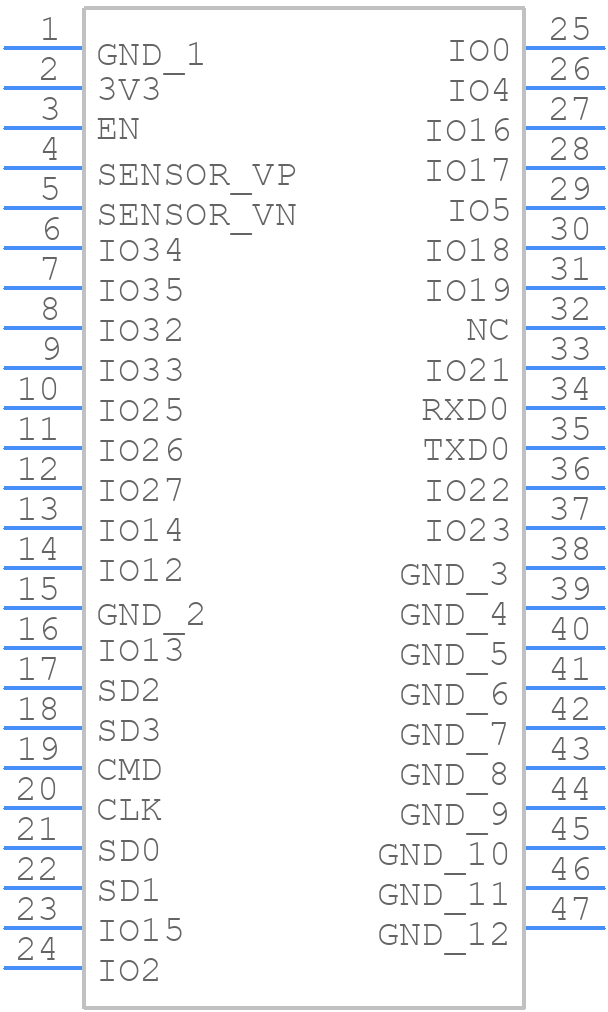 1 GND_1 IO0 25
2 3V3 IO4 26
3 EN IO16 27
4 SENSOR_VP IO17 28
5 SENSOR_VN IO5 29
6 IO34 IO18 30
7 IO35 IO19 31
8 IO32 NC 32
9 IO33 IO21 33
10 IO25 RXD0 34
11 IO26 TXD0 35
12 IO27 IO22 36
13 IO14 IO23 37
14 IO12 GND_3 38
15 GND_2 GND_4 39
16 IO13 GND_5 40
17 SD2 GND_6 41
18 SD3 GND_7 42
19 CMD GND_8 43
20 CLK GND_9 44
21 SD0 GND_10 45
22 SD1 GND_11 46
23 IO15 GND_12 47
24 IO2